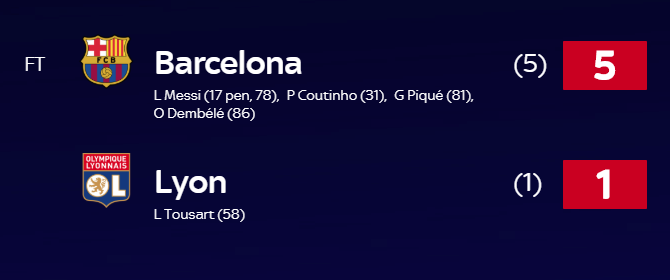 FT
FCB
Barcelona
(5)
5
L Messi (17 pen, 78), P Coutinho (31), G Piqué (81),
O Dembélé (86)
OLYMPIQUE
LYONNAIS
OL
Lyon
(1)
1
L Tousart (58)